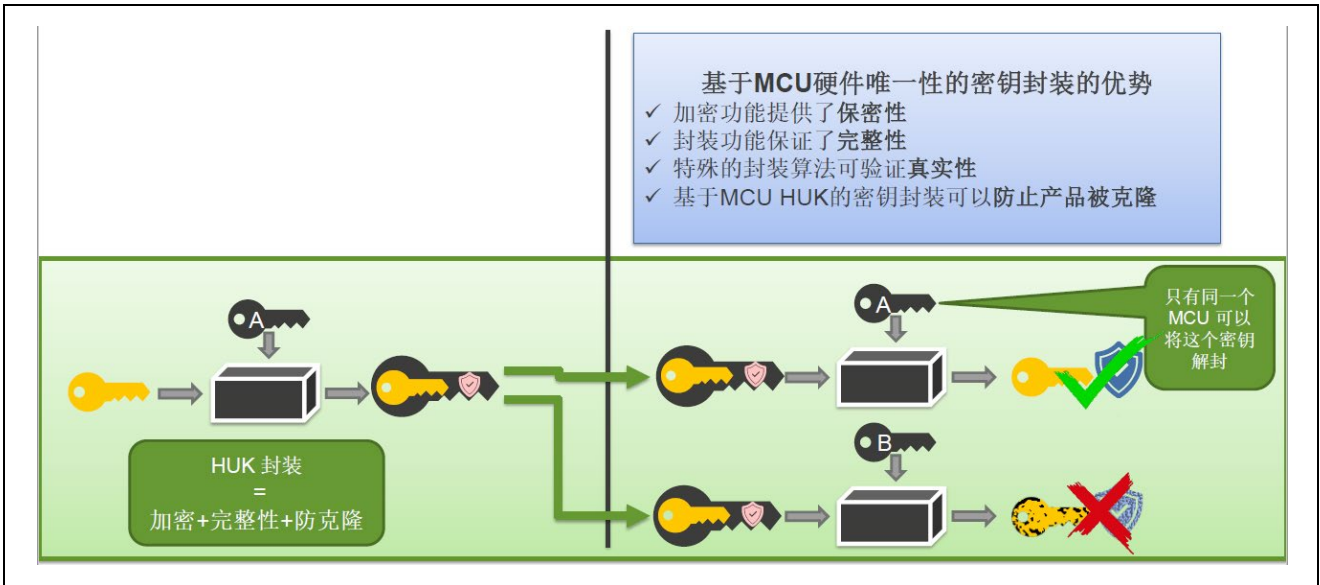 基于MCU硬件唯一性的密钥封装的优势
✓ 加密功能提供了保密性
✓ 封装功能保证了完整性
✓ 特殊的封装算法可验证真实性
✓ 基于MCU HUK的密钥封装可以防止产品被克隆
A
HUK 封装
=
加密+完整性+防克隆
A
只有同一个
MCU 可以
将这个密钥
解封
B